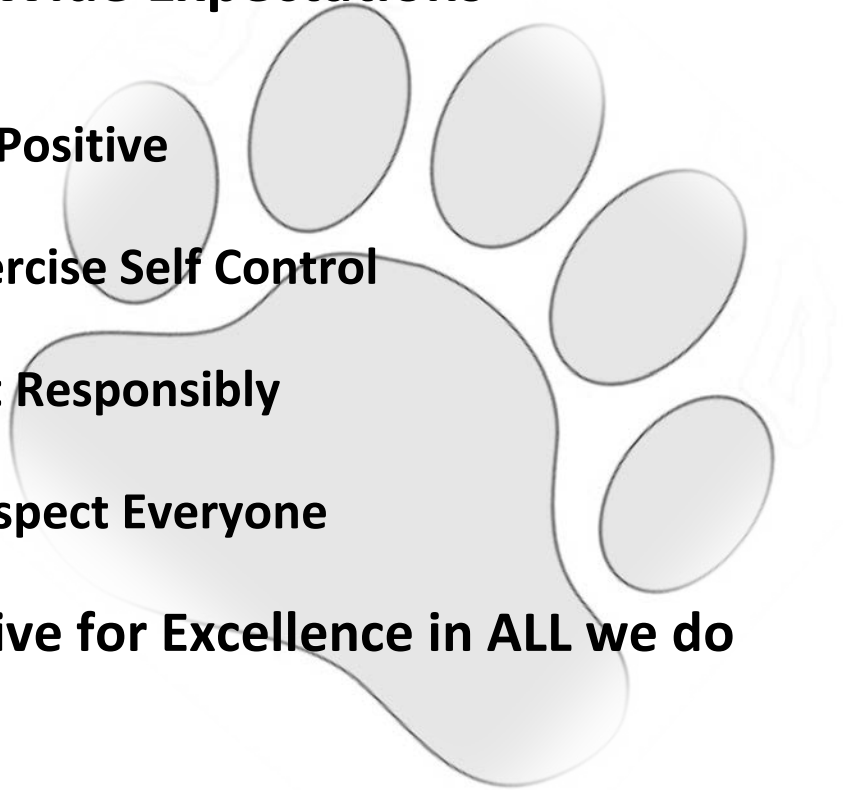 Positive
ercise Self Control
t Responsibly
spect Everyone
ive for Excellence in ALL we do